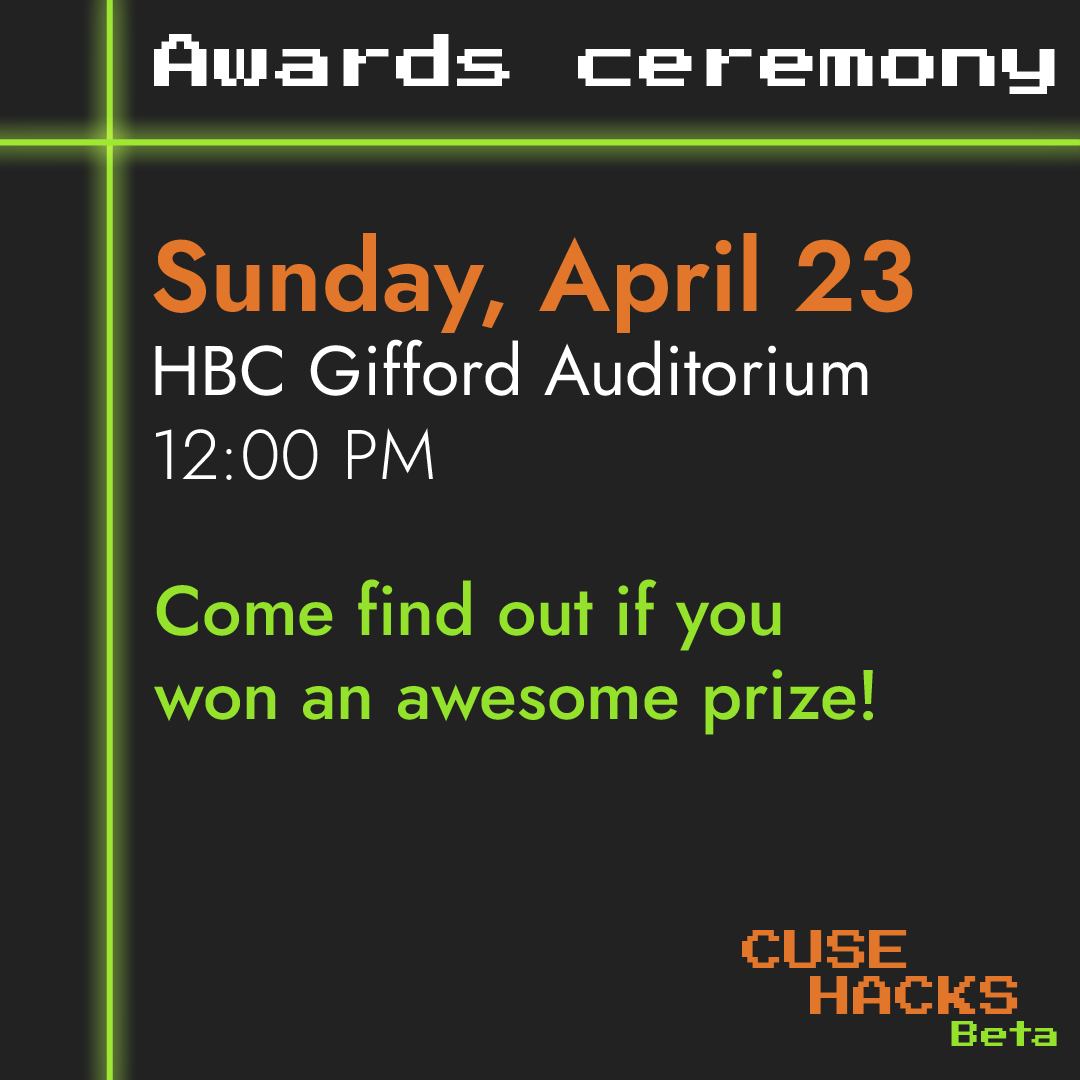 Awards ceremony
Sunday, April 23
HBC Gifford Auditorium
12:00 PM
Come find out if you
won an awesome prize!
CUSE
HACKS
Beta